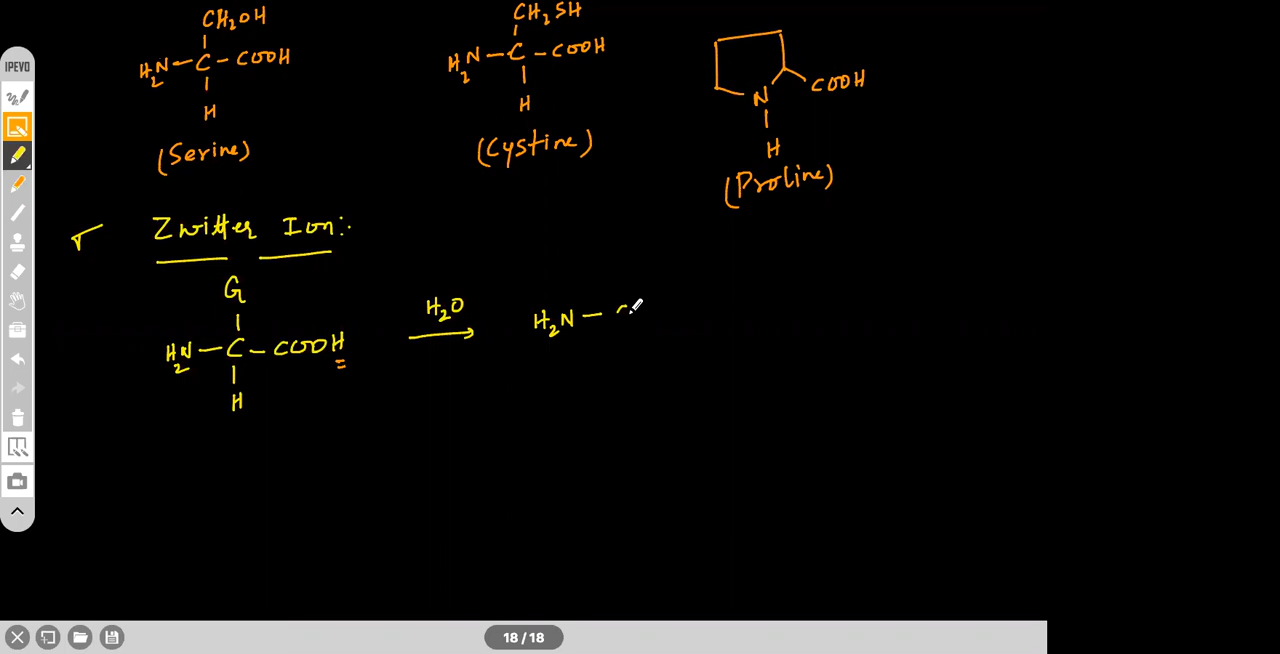 IPEVO
CH₂OH
H₂N — C — COOH
H
(Serine)
CH₂SH
H₂N — C — COOH
H
(Cystine)
N
COOH
H
(Proline)
Zwitter Ion:-
G
H₂N — C — COOH
H
H₂O
H₂N —
18 / 18